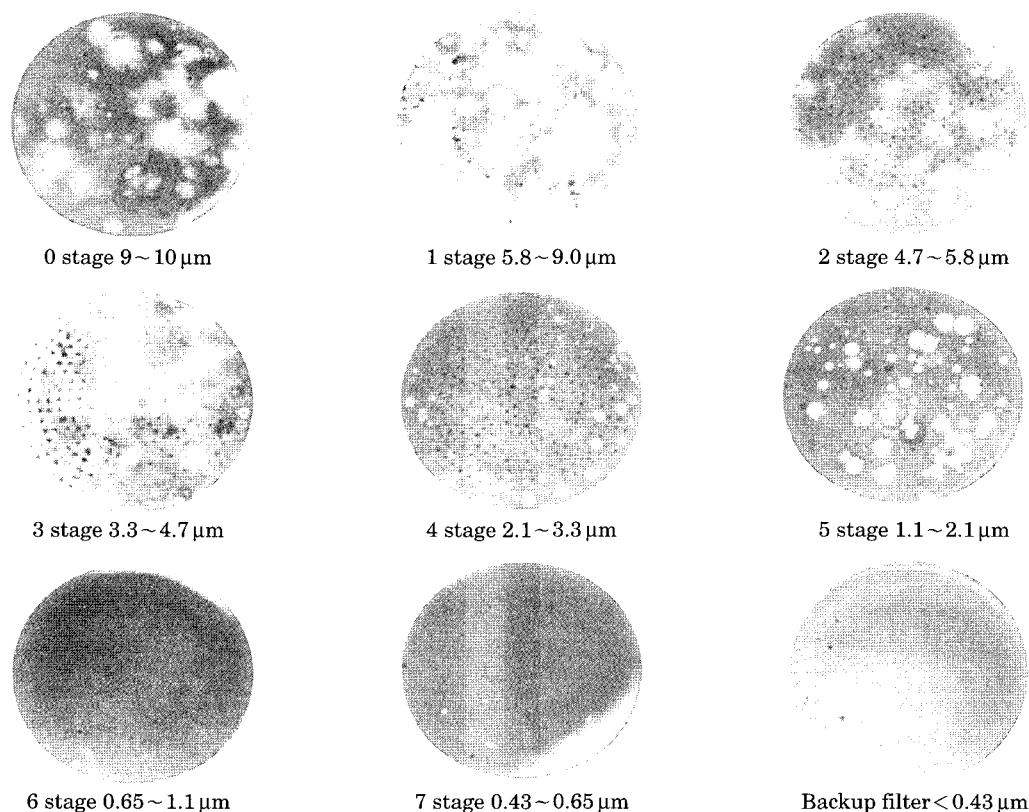 0 stage 9~10 μm
1 stage 5.8~9.0 μm
2 stage 4.7~5.8 μm
3 stage 3.3~4.7 μm
4 stage 2.1~3.3 μm
5 stage 1.1~2.1 μm
6 stage 0.65~1.1 μm
7 stage 0.43~0.65 μm
Backup filter<0.43 μm